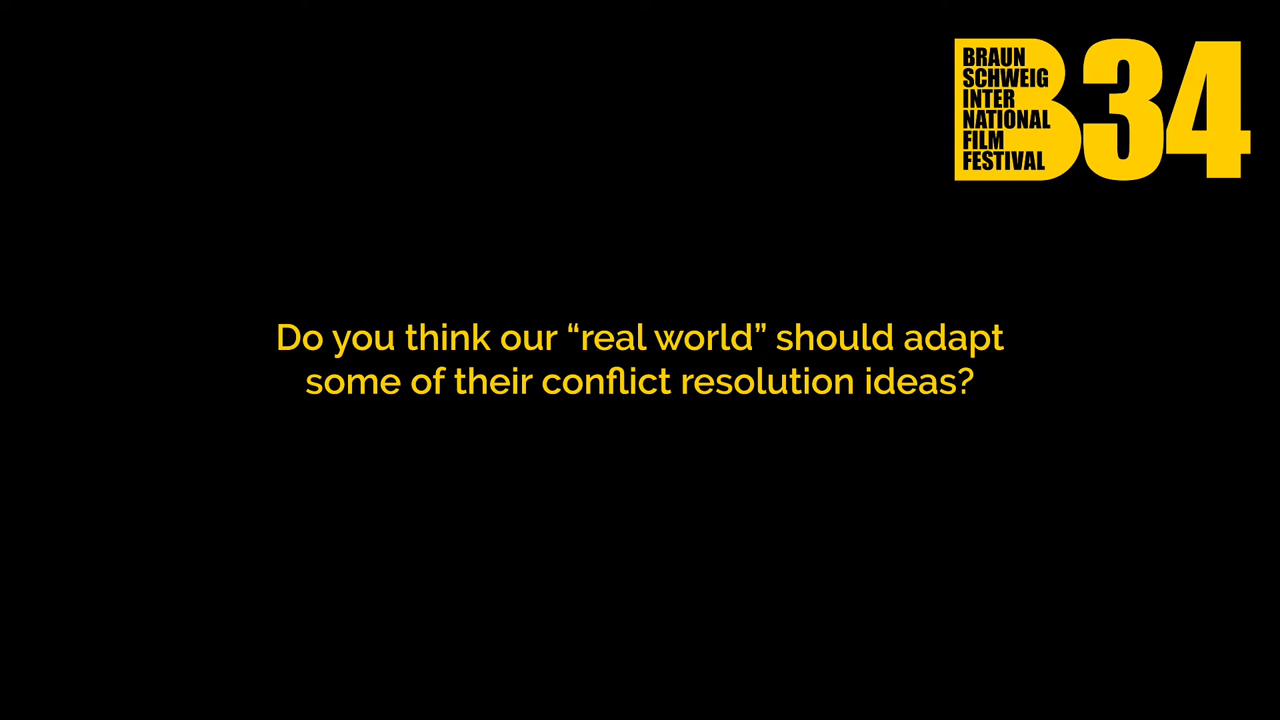 BRAUN
SCHWEIG
INTER
NATIONAL
FILM
FESTIVAL
B34
Do you think our “real world” should adapt
some of their conflict resolution ideas?